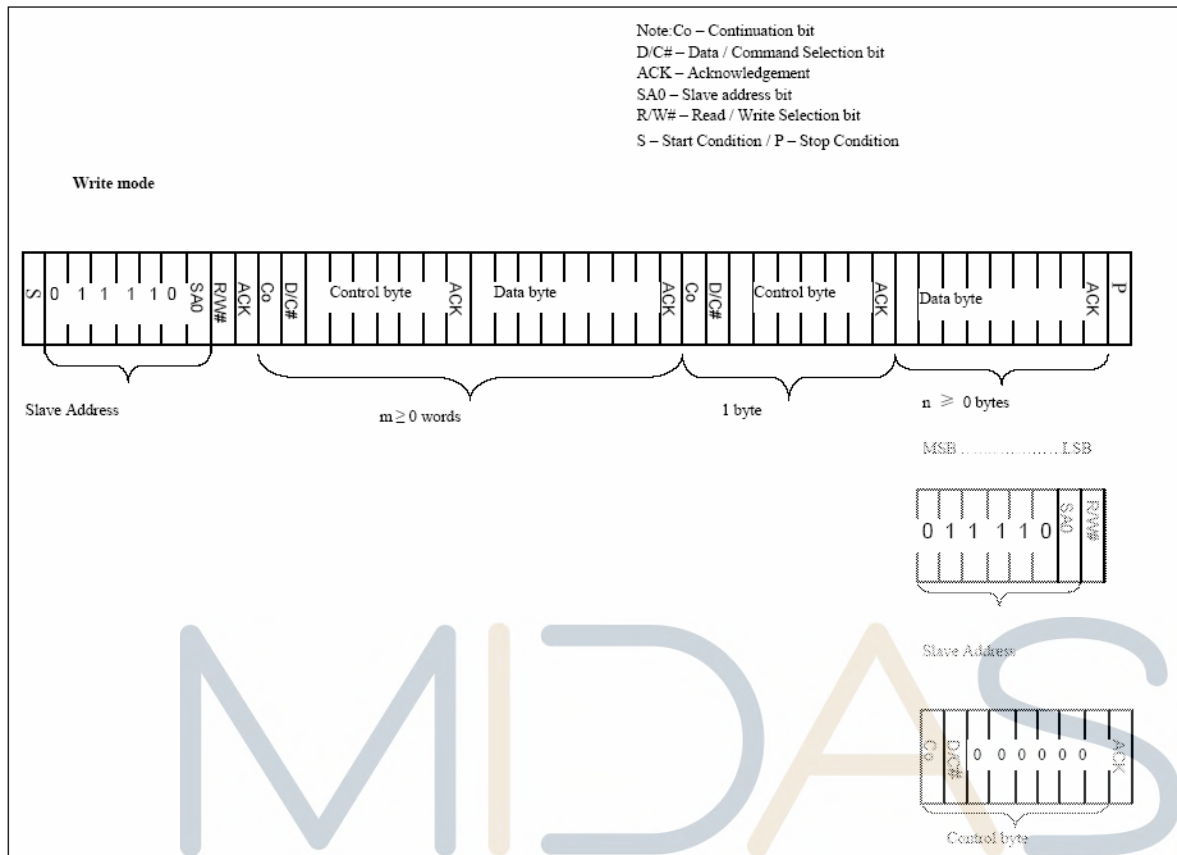 Note:Co – Continuation bit
D/C# – Data / Command Selection bit
ACK – Acknowledgement
SA0 – Slave address bit
R/W# – Read / Write Selection bit
S – Start Condition / P – Stop Condition
Write mode
S 0 1 1 1 1 0 SA0 R/W# ACK Co D/C# Control byte ACK Data byte ACK Co D/C# Control byte ACK Data byte ACK P
Slave Address
m ≥ 0 words
1 byte
n ≥ 0 bytes
MSB ......................LSB
0 1 1 1 1 0 SA0 R/W#
Slave Address
Co D/C# 0 0 0 0 0 0 ACK
Control byte
MIDAS